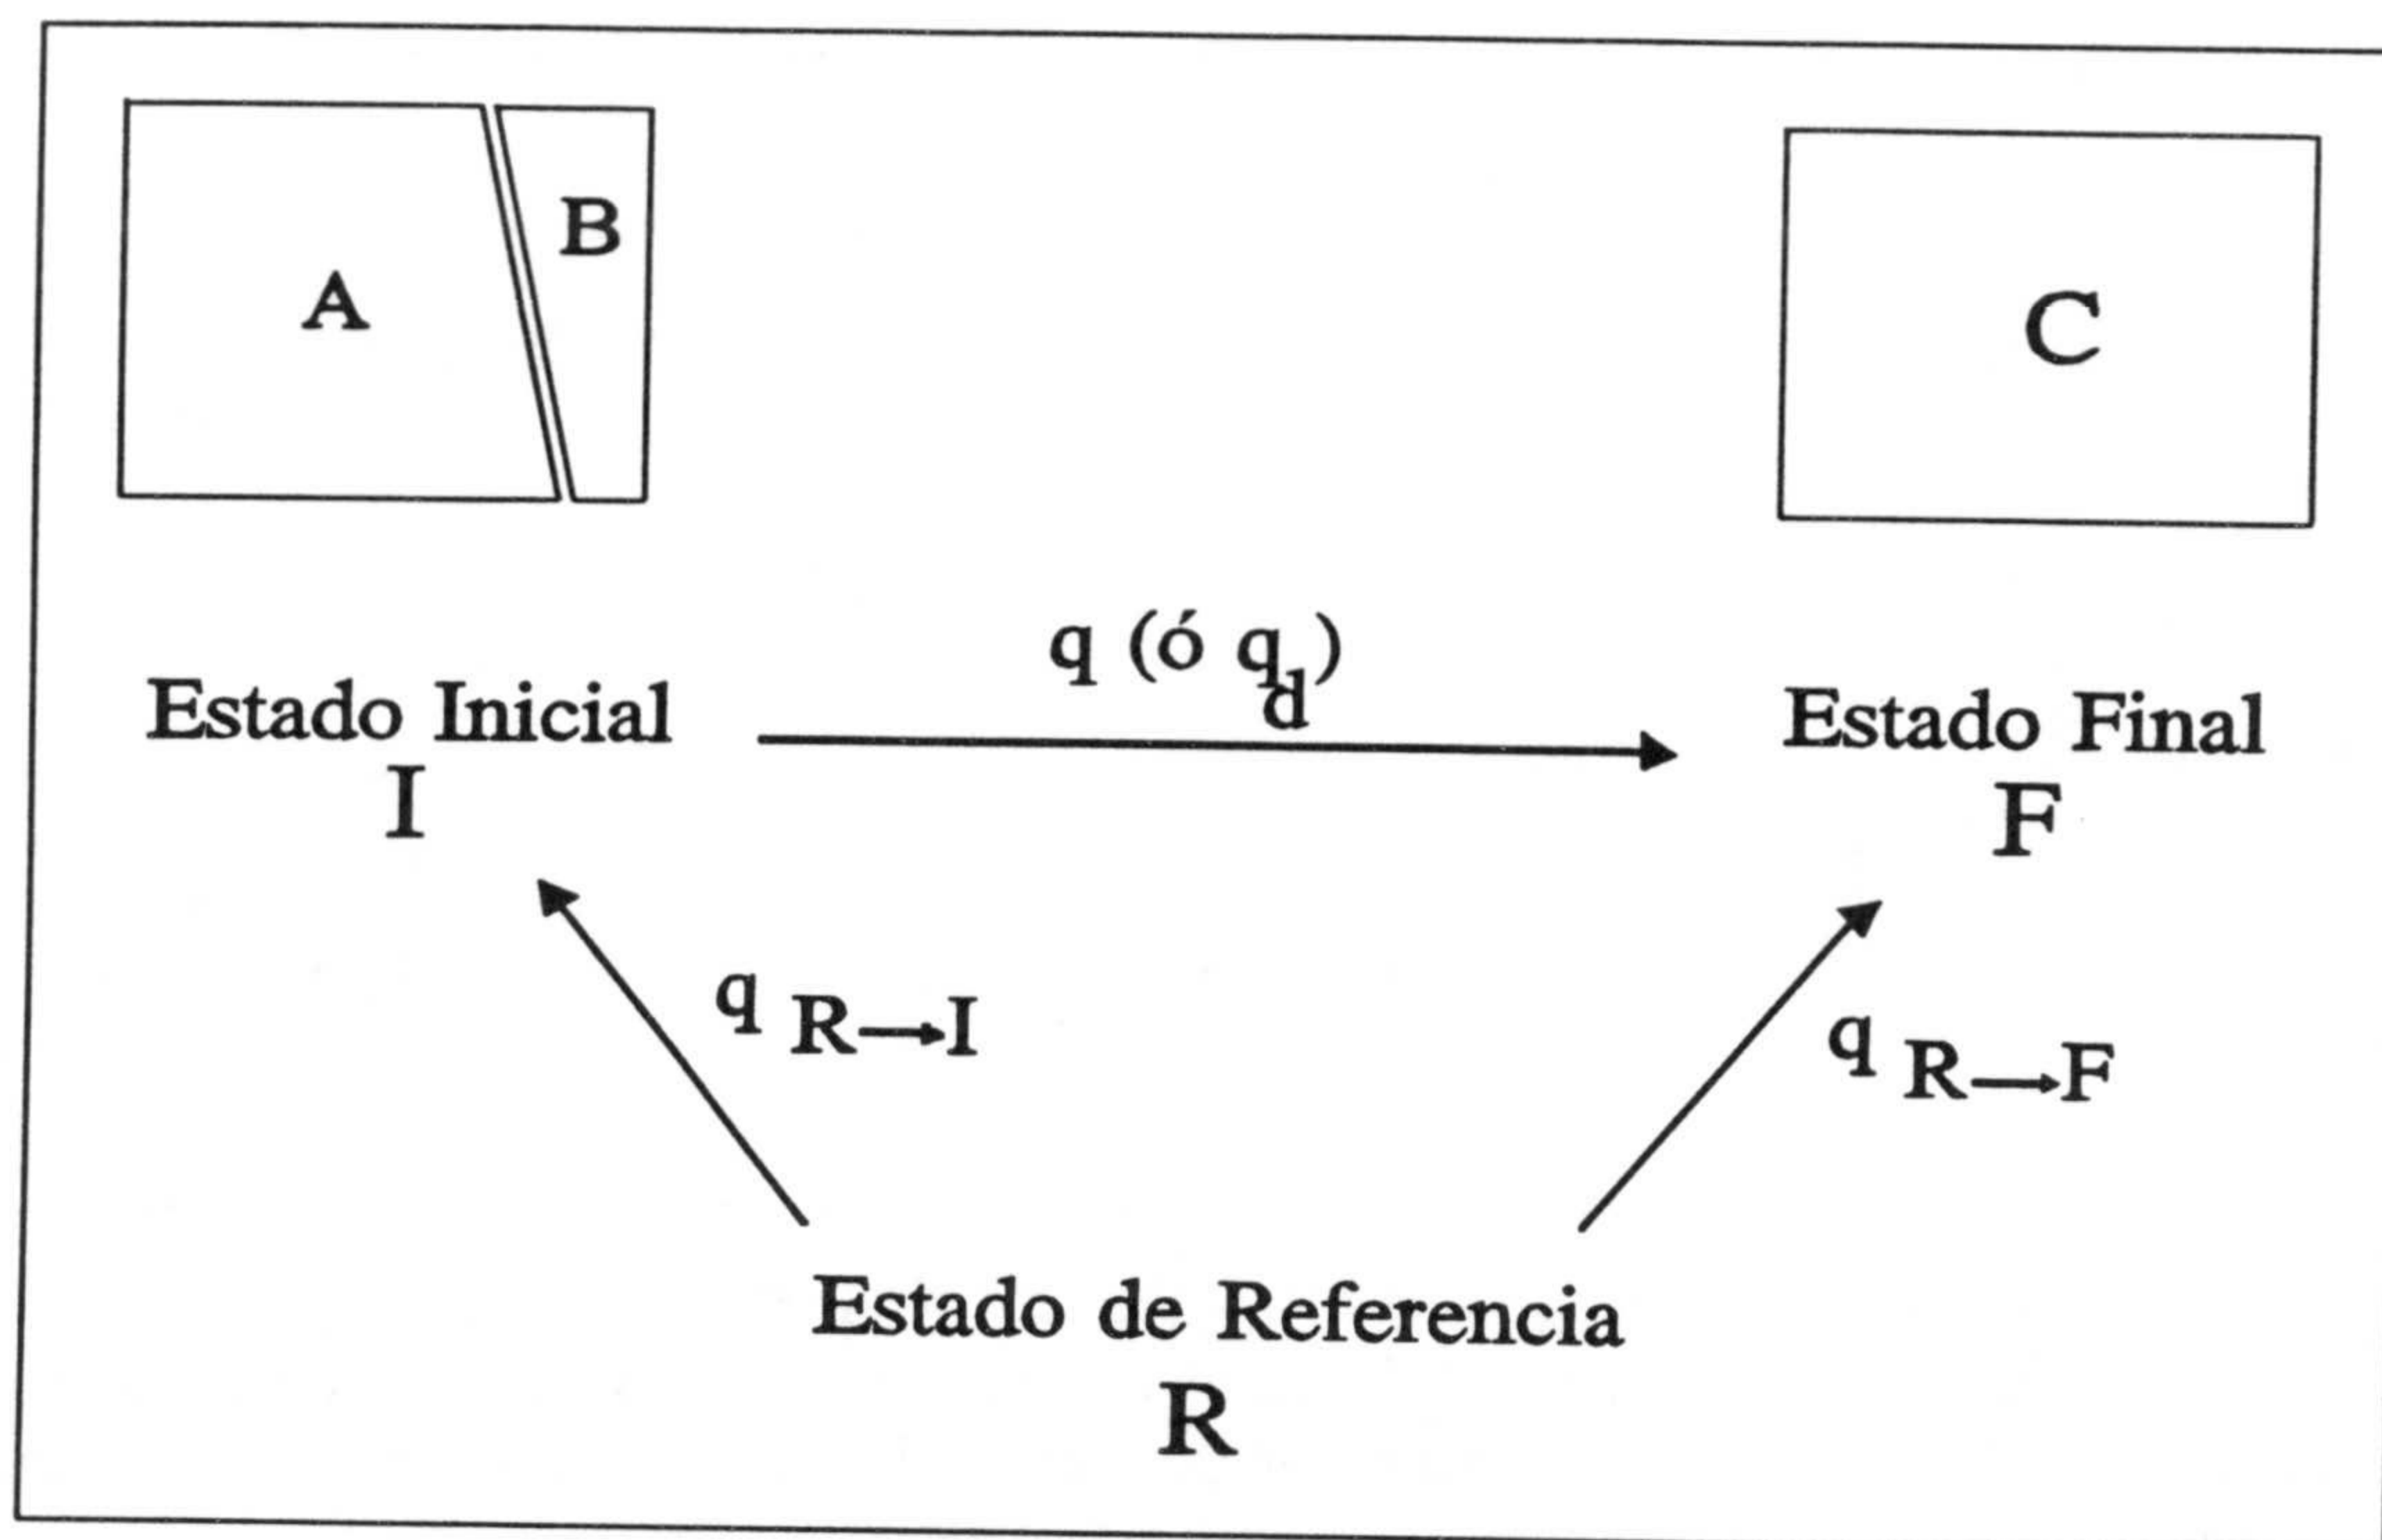 A
B
C
q (ó q d)
Estado Inicial
I
Estado Final
F
q R→I
q R→F
Estado de Referencia
R